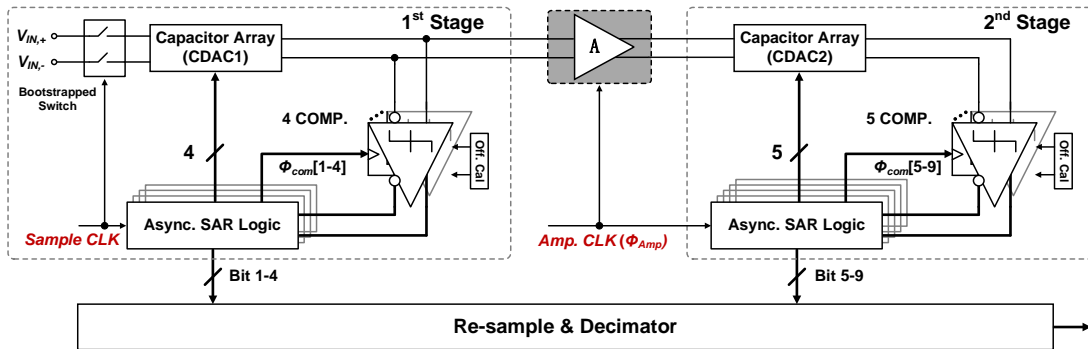 1st Stage
2nd Stage
V_IN,+
V_IN,-
Bootstrapped
Switch
Capacitor Array
(CDAC1)
A
Capacitor Array
(CDAC2)
4 COMP.
5 COMP.
4
5
Φcom[1-4]
Φcom[5-9]
Off. Cal
Off. Cal
Async. SAR Logic
Async. SAR Logic
Sample CLK
Amp. CLK (ΦAmp)
Bit 1-4
Bit 5-9
Re-sample & Decimator